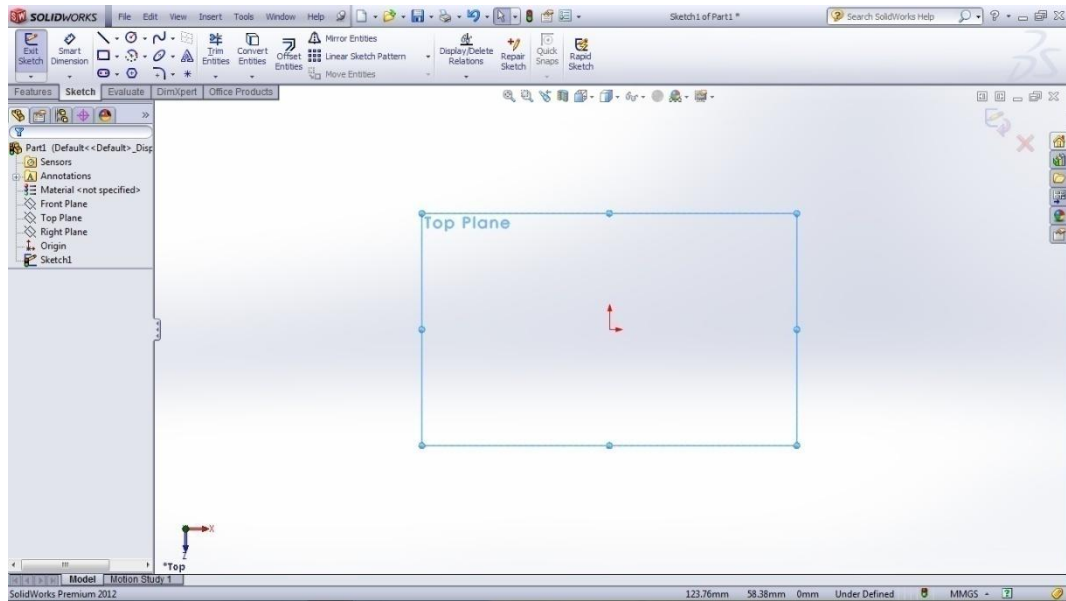 SOLIDWORKS File Edit View Insert Tools Window Help Sketch1 of Part1 * Search SolidWorks Help
Exit Sketch
Smart Dimension
Trim Entities
Convert Entities
Offset Entities
Mirror Entities
Linear Sketch Pattern
Move Entities
Display/Delete Relations
Repair Sketch
Quick Snaps
Rapid Sketch
Features Sketch Evaluate DimXpert Office Products
Part1 (Default<<Default>_Disp
Sensors
Annotations
Material <not specified>
Front Plane
Top Plane
Right Plane
Origin
Sketch1
Top Plane
X
Z
*Top
Model Motion Study 1
SolidWorks Premium 2012 123.76mm 58.38mm 0mm Under Defined MMGS